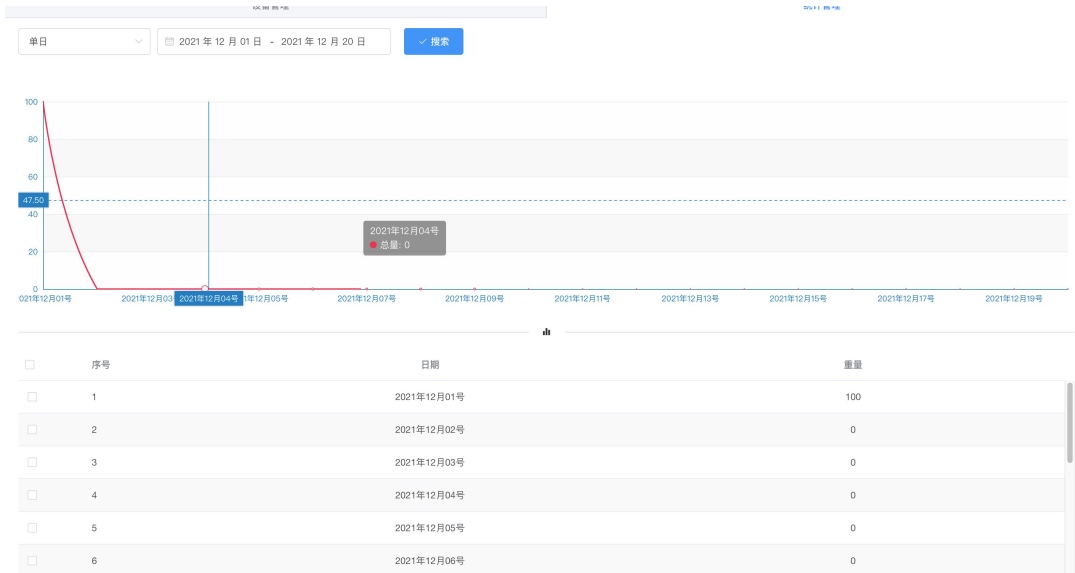 设备管理 统计管理
单日 2021 年 12 月 01 日 - 2021 年 12 月 20 日 搜索
100
80
60
47.50
40
2021年12月04号
总量: 0
20
0
021年12月01号 2021年12月03 2021年12月04号 1年12月05号 2021年12月07号 2021年12月09号 2021年12月11号 2021年12月13号 2021年12月15号 2021年12月17号 2021年12月19号
序号 日期 重量
1 2021年12月01号 100
2 2021年12月02号 0
3 2021年12月03号 0
4 2021年12月04号 0
5 2021年12月05号 0
6 2021年12月06号 0